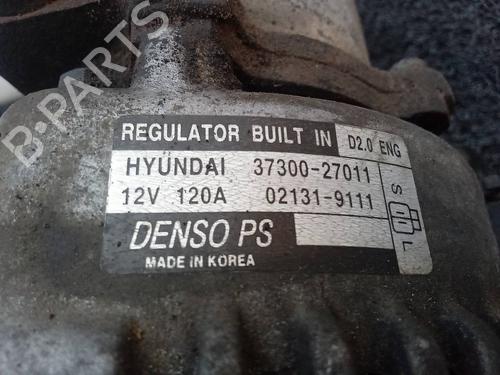 B-PARTS
REGULATOR BUILT IN D2.0 ENG
HYUNDAI 37300-27011
12V 120A 02131-9111
S
L
DENSO PS
MADE IN KOREA